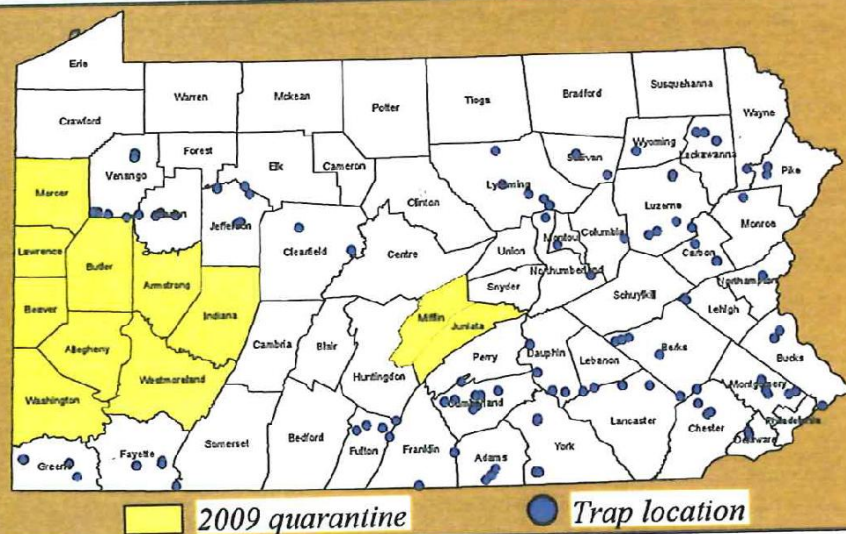 Erie
Warren
Mckean
Potter
Tioga
Bradford
Susquehanna
Crawford
Wayne
Wyoming
Lackawanna
Sullivan
Forest
Elk
Cameron
Venango
Pike
Mercer
Lycoming
Clinton
Luzerne
Jefferson
Clearfield
Monroe
Columbia
Montour
Centre
Union
Carbon
Lawrence
Butler
Armstrong
Northumberland
Snyder
Northampton
Schuylkill
Lehigh
Beaver
Indiana
Mifflin
Juniata
Allegheny
Cambria
Blair
Perry
Dauphin
Lebanon
Berks
Bucks
Huntingdon
Westmoreland
Montgomery
Washington
Cumberland
Lancaster
Philadelphia
Chester
Delaware
Somerset
Bedford
Fulton
Franklin
York
Adams
Greene
Fayette
2009 quarantine
Trap location